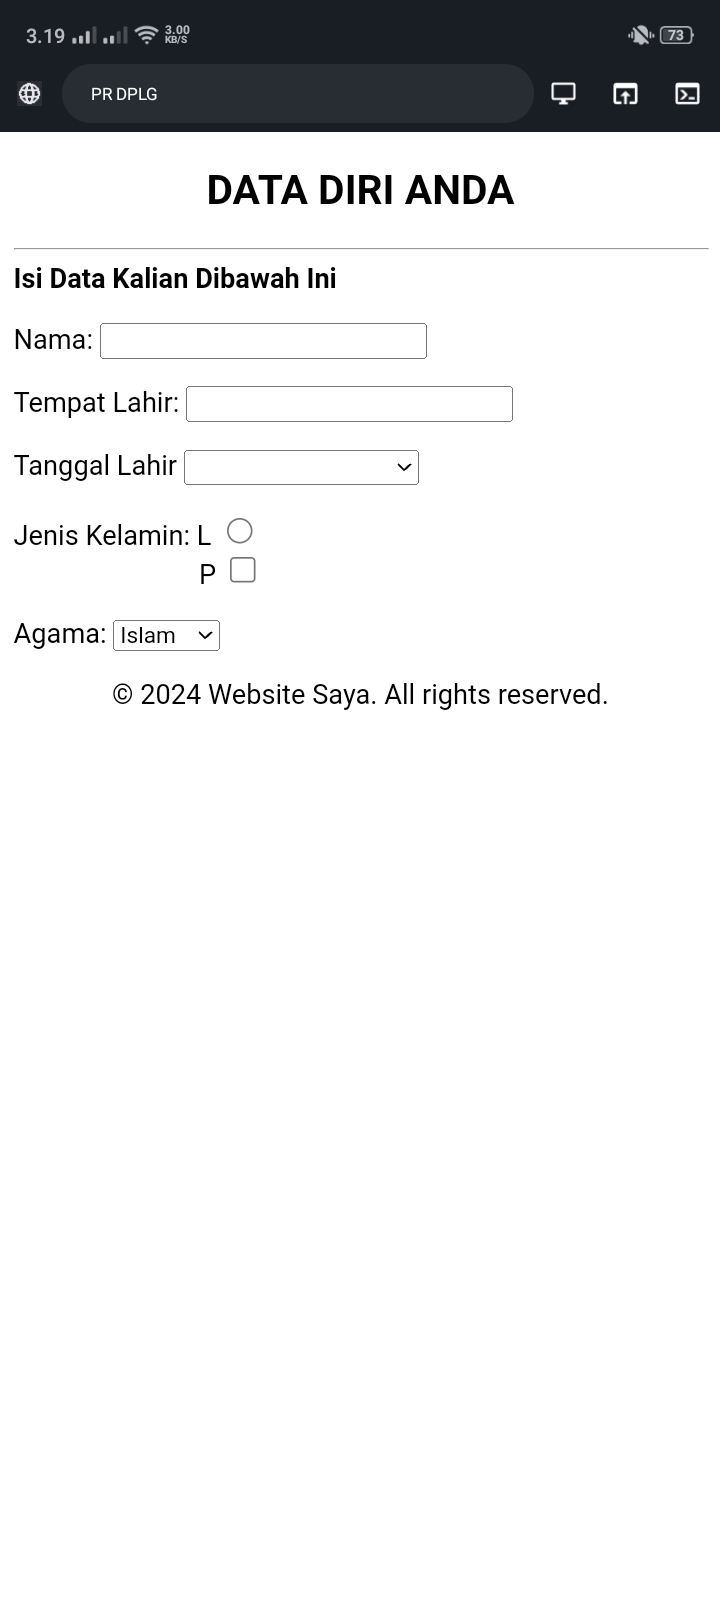 3.19 3.00 KB/S 73
PR DPLG
DATA DIRI ANDA
Isi Data Kalian Dibawah Ini
Nama:
Tempat Lahir:
Tanggal Lahir
Jenis Kelamin: L
P
Agama: Islam
© 2024 Website Saya. All rights reserved.